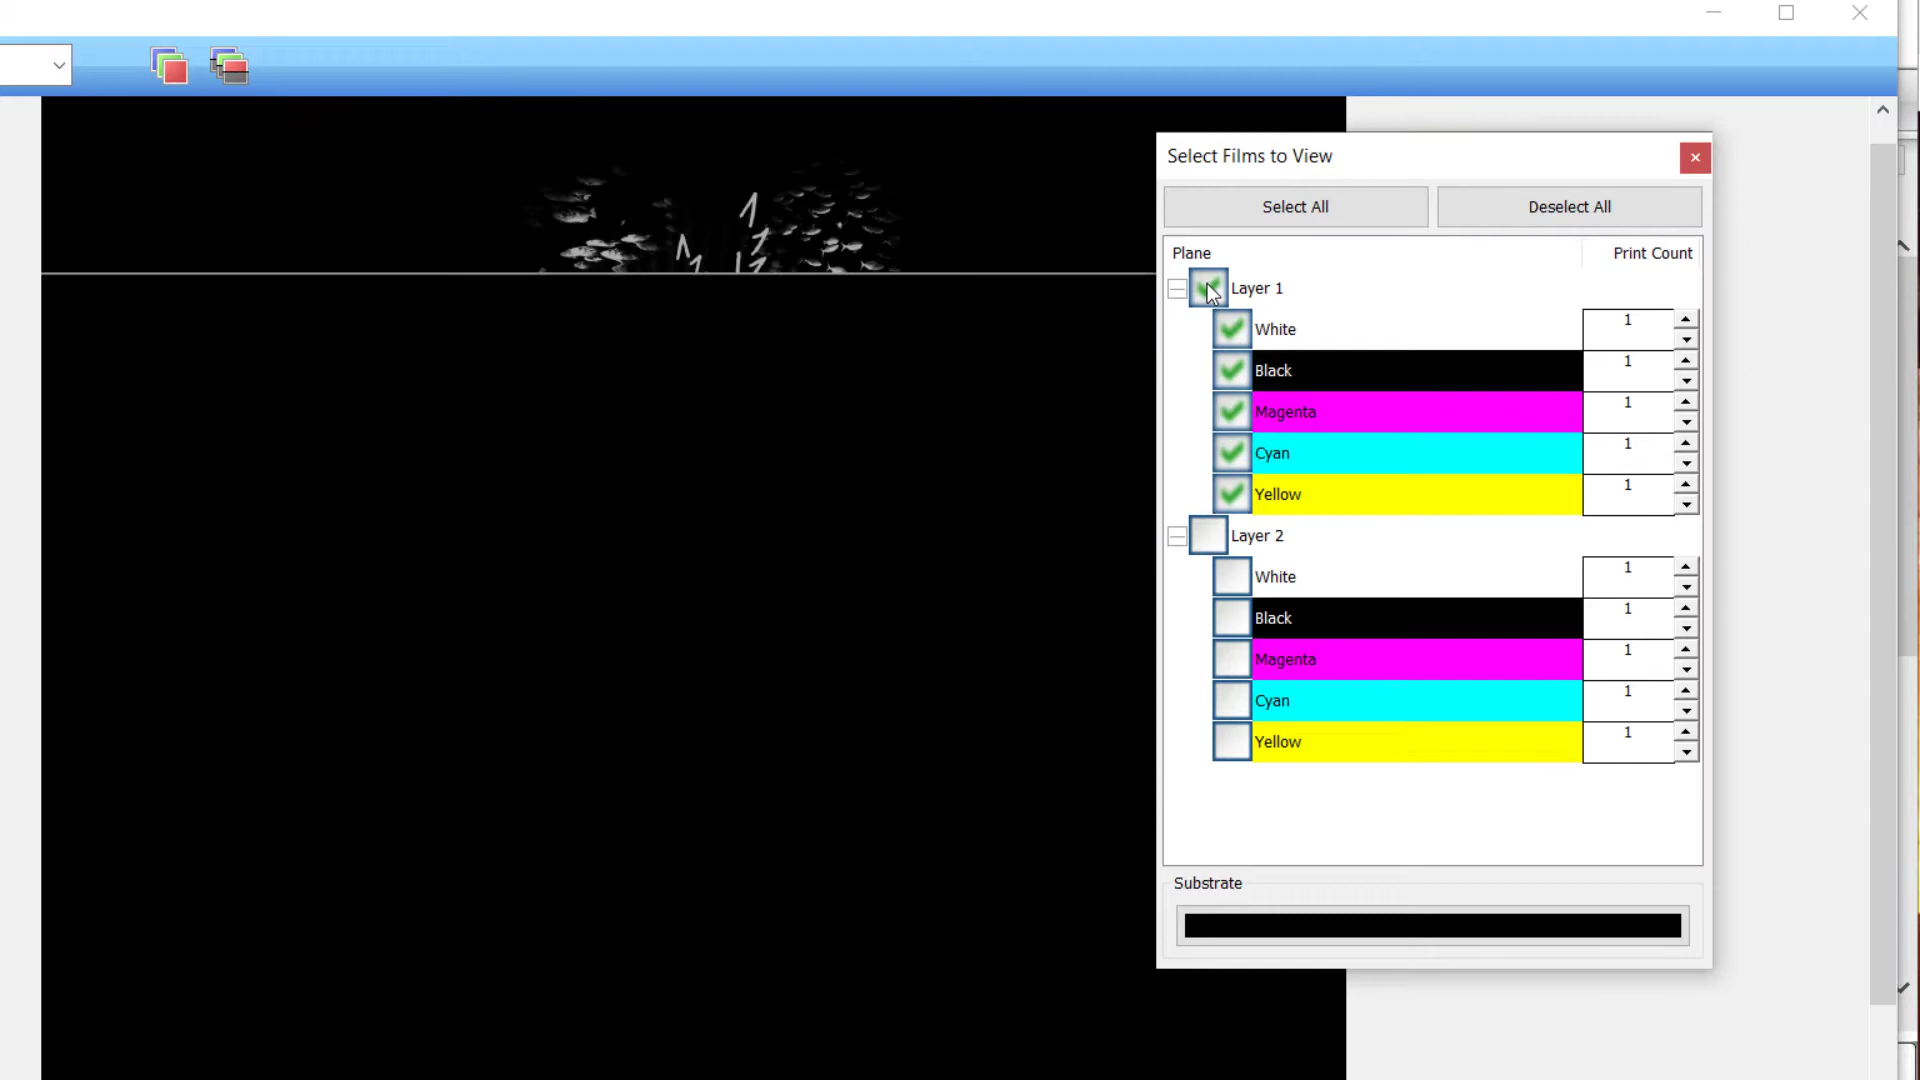 Select Films to View
Select All
Deselect All
Plane
Print Count
Layer 1
White
1
Black
1
Magenta
1
Cyan
1
Yellow
1
Layer 2
White
1
Black
1
Magenta
1
Cyan
1
Yellow
1
Substrate